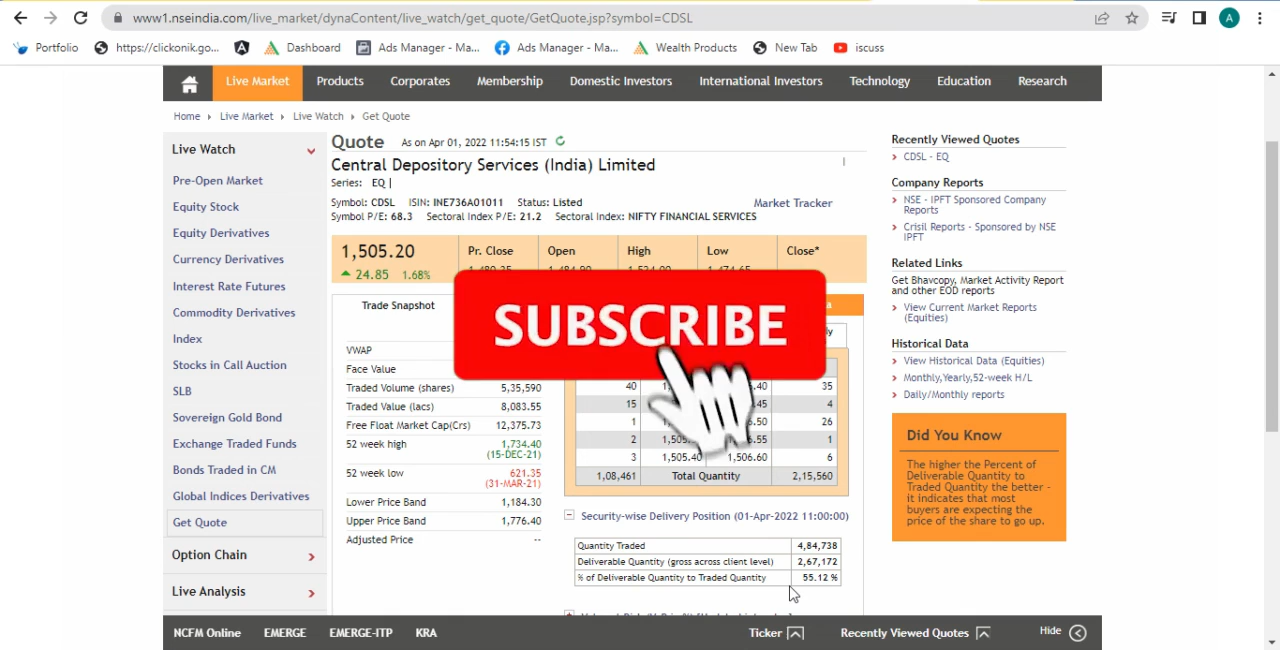 www1.nseindia.com/live_market/dynaContent/live_watch/get_quote/GetQuote.jsp?symbol=CDSL
A
Portfolio https://clickonik.go... Dashboard Ads Manager - Ma... Ads Manager - Ma... Wealth Products New Tab iscuss
Live Market Products Corporates Membership Domestic Investors International Investors Technology Education Research
Home Live Market Live Watch Get Quote
Live Watch
Pre-Open Market
Equity Stock
Equity Derivatives
Currency Derivatives
Interest Rate Futures
Commodity Derivatives
Index
Stocks in Call Auction
SLB
Sovereign Gold Bond
Exchange Traded Funds
Bonds Traded in CM
Global Indices Derivatives
Get Quote
Option Chain
Live Analysis
Quote As on Apr 01, 2022 11:54:15 IST
Central Depository Services (India) Limited
Series: EQ |
Symbol: CDSL ISIN: INE736A01011 Status: Listed
Market Tracker
Symbol P/E: 68.3 Sectoral Index P/E: 21.2 Sectoral Index: NIFTY FINANCIAL SERVICES
1,505.20 Pr. Close Open High Low Close*
24.85 1.68%
Trade Snapshot
SUBSCRIBE
VWAP
Face Value
Traded Volume (shares) 5,35,590
Traded Value (lacs) 8,083.55
Free Float Market Cap(Crs) 12,375.73
52 week high 1,734.40
(15-DEC-21)
52 week low 621.35
(31-MAR-21)
Lower Price Band 1,184.30
Upper Price Band 1,776.40
Adjusted Price --
40 35
15 4
1 26
2 1
3 1,505.40 1,506.60 6
1,08,461 Total Quantity 2,15,560
Security-wise Delivery Position (01-Apr-2022 11:00:00)
Quantity Traded 4,84,738
Deliverable Quantity (gross across client level) 2,67,172
% of Deliverable Quantity to Traded Quantity 55.12 %
Recently Viewed Quotes
CDSL - EQ
Company Reports
NSE - IPFT Sponsored Company
Reports
Crisil Reports - Sponsored by NSE
IPFT
Related Links
Get Bhavcopy, Market Activity Report
and other EOD reports
View Current Market Reports
(Equities)
Historical Data
View Historical Data (Equities)
Monthly,Yearly,52-week H/L
Daily/Monthly reports
Did You Know
The higher the Percent of
Deliverable Quantity to
Traded Quantity the better -
it indicates that most
buyers are expecting the
price of the share to go up.
NCFM Online EMERGE EMERGE-ITP KRA Ticker Recently Viewed Quotes Hide